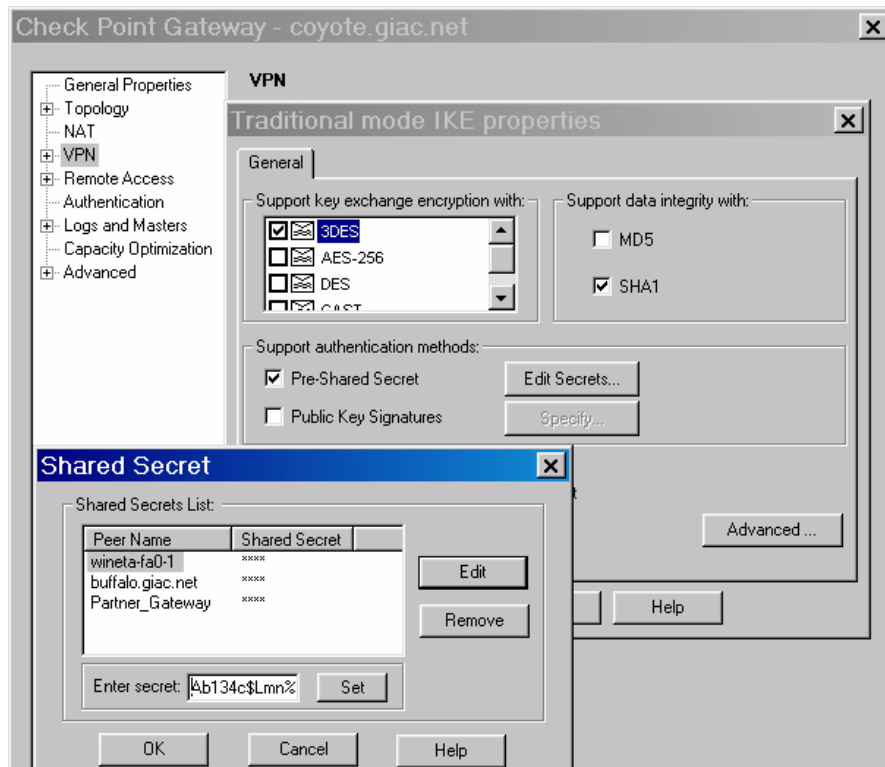 Check Point Gateway - coyote.giac.net
General Properties
Topology
NAT
VPN
Remote Access
Authentication
Logs and Masters
Capacity Optimization
Advanced
VPN
Traditional mode IKE properties
General
Support key exchange encryption with:
3DES
AES-256
DES
CAST
Support data integrity with:
MD5
SHA1
Support authentication methods:
Pre-Shared Secret
Edit Secrets...
Public Key Signatures
Specify...
Advanced ...
Help
Shared Secret
Shared Secrets List:
Peer Name Shared Secret
wineta-fa0-1 ****
buffalo.giac.net ****
Partner_Gateway ****
Edit
Remove
Enter secret: Ab134c$Lmn% Set
OK Cancel Help